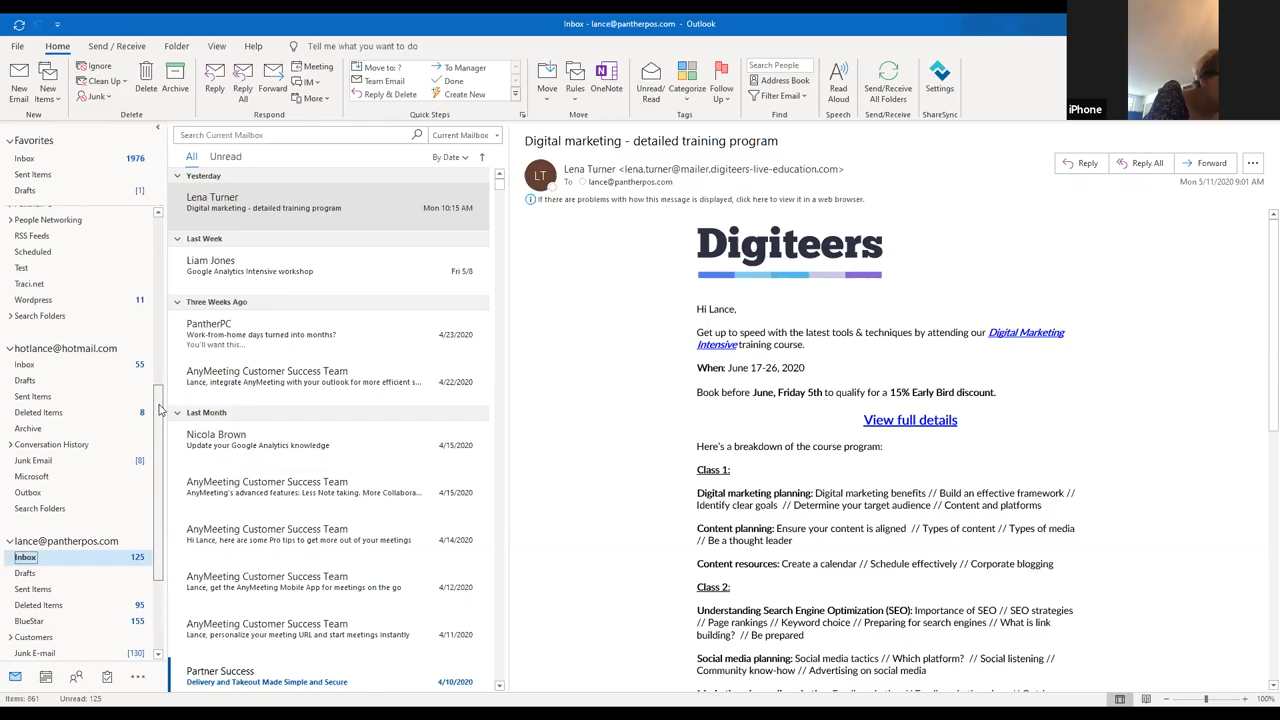 Inbox - lance@pantherpos.com - Outlook
File Home Send / Receive Folder View Help Tell me what you want to do
New Email
New Items
New
Ignore
Clean Up
Junk
Delete
Archive
Delete
Reply
Reply All
Forward
Meeting
IM
More
Respond
Move to: ?
Team Email
Reply & Delete
To Manager
Done
Create New
Quick Steps
Move
Rules
OneNote
Move
Unread/ Read
Categorize
Follow Up
Tags
Search People
Address Book
Filter Email
Find
Read Aloud
Speech
Send/Receive All Folders
Send/Receive
Settings
ShareSync
iPhone
Favorites
Inbox 1976
Sent Items
Drafts [1]
People Networking
RSS Feeds
Scheduled
Test
Traci.net
Wordpress 11
Search Folders
hotlance@hotmail.com
Inbox 55
Drafts
Sent Items
Deleted Items 8
Archive
Conversation History
Junk Email [8]
Microsoft
Outbox
Search Folders
lance@pantherpos.com
Inbox 125
Drafts
Sent Items
Deleted Items 95
BlueStar 155
Customers
Junk E-mail [130]
Search Current Mailbox Current Mailbox
All Unread By Date
Yesterday
Lena Turner
Digital marketing - detailed training program Mon 10:15 AM
Last Week
Liam Jones
Google Analytics Intensive workshop Fri 5/8
Three Weeks Ago
PantherPC
Work-from-home days turned into months? 4/23/2020
You'll want this...
AnyMeeting Customer Success Team
Lance, integrate AnyMeeting with your outlook for more efficient s... 4/22/2020
Last Month
Nicola Brown
Update your Google Analytics knowledge 4/15/2020
AnyMeeting Customer Success Team
AnyMeeting's advanced features: Less Note taking. More Collabora... 4/15/2020
AnyMeeting Customer Success Team
Hi Lance, here are some Pro tips to get more out of your meetings 4/14/2020
AnyMeeting Customer Success Team
Lance, get the AnyMeeting Mobile App for meetings on the go 4/12/2020
AnyMeeting Customer Success Team
Lance, personalize your meeting URL and start meetings instantly 4/11/2020
Partner Success
Delivery and Takeout Made Simple and Secure 4/10/2020
Digital marketing - detailed training program
LT
Lena Turner <lena.turner@mailer.digiteers-live-education.com>
To lance@pantherpos.com
Reply Reply All Forward ...
Mon 5/11/2020 9:01 AM
If there are problems with how this message is displayed, click here to view it in a web browser.
Digiteers
Hi Lance,
Get up to speed with the latest tools & techniques by attending our Digital Marketing
Intensive training course.
When: June 17-26, 2020
Book before June, Friday 5th to qualify for a 15% Early Bird discount.
View full details
Here's a breakdown of the course program:
Class 1:
Digital marketing planning: Digital marketing benefits // Build an effective framework //
Identify clear goals // Determine your target audience // Content and platforms
Content planning: Ensure your content is aligned // Types of content // Types of media
// Be a thought leader
Content resources: Create a calendar // Schedule effectively // Corporate blogging
Class 2:
Understanding Search Engine Optimization (SEO): Importance of SEO // SEO strategies
// Page rankings // Keyword choice // Preparing for search engines // What is link
building? // Be prepared
Social media planning: Social media tactics // Which platform? // Social listening //
Community know-how // Advertising on social media
Items: 861 Unread: 125
100%